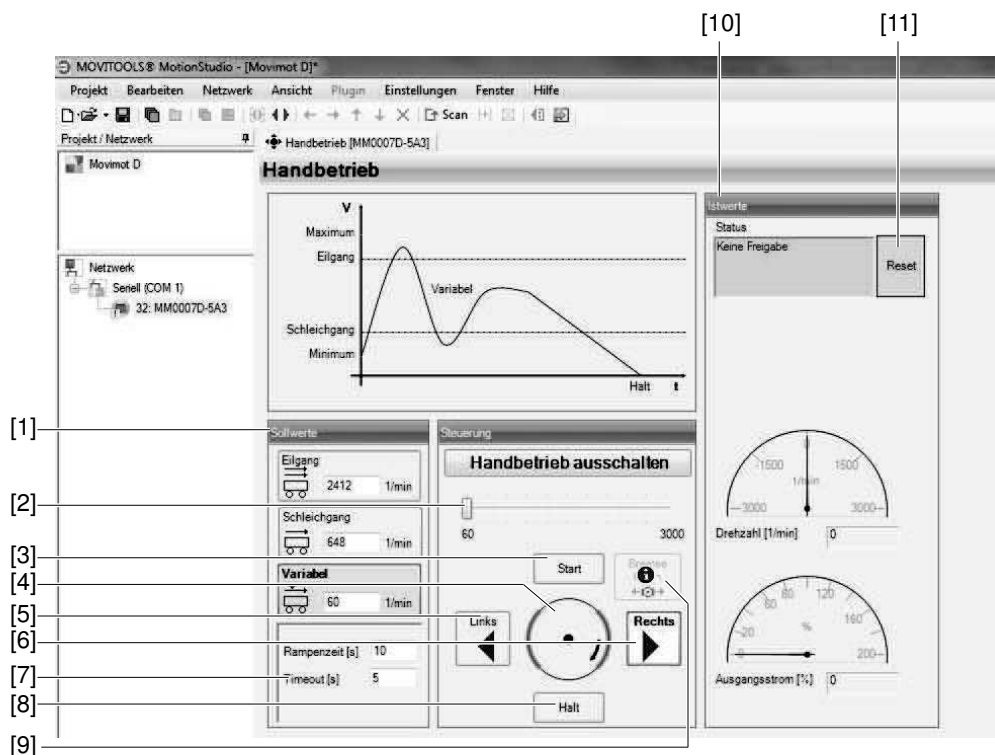 [10] [11]
MOVITOOLS® MotionStudio - [Movimot D]*
Projekt Bearbeiten Netzwerk Ansicht Plugin Einstellungen Fenster Hilfe
Scan
Projekt / Netzwerk
Handbetrieb [MM0007D-5A3]
Movimot D
Handbetrieb
Netzwerk
Seriell (COM 1)
32: MM0007D-5A3
V
Maximum
Eilgang
Variabel
Schleichgang
Minimum
Halt t
Istwerte
Status
Keine Freigabe
Reset
[1]
Sollwerte
Eilgang
2412 1/min
Schleichgang
648 1/min
Variabel
60 1/min
Rampenzeit [s] 10
Timeout [s] 5
Steuerung
Handbetrieb ausschalten
[2]
60 3000
[3]
Start
Bremse
[4]
[5]
Links
[6]
Rechts
[7]
[8]
Halt
[9]
0
-1500 1500
1/min
-3000 3000
Drehzahl [1/min] 0
60 80 120
160
20
%
0 200
Ausgangsstrom [%] 0